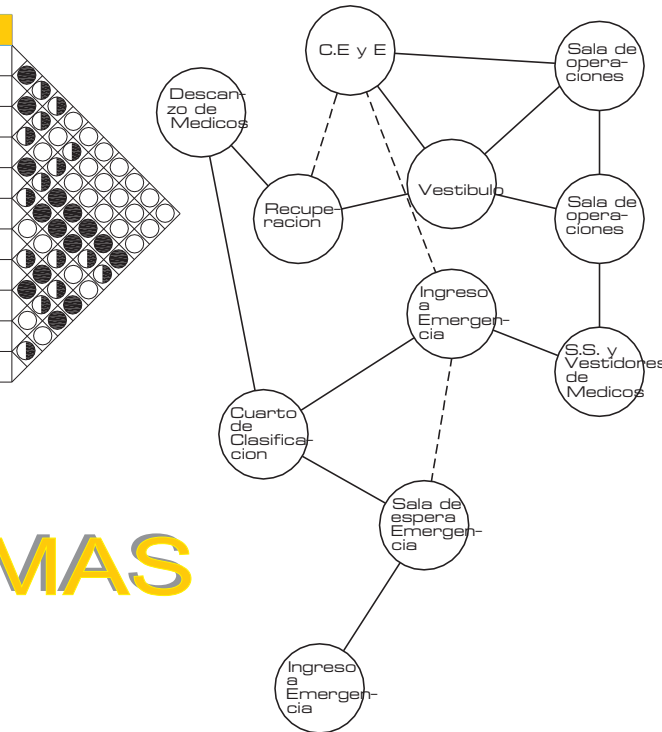 C.E y E
Sala de
opera-
ciones
Descan-
zo de
Medicos
Vestibulo
Recupe-
racion
Sala de
opera-
ciones
Ingreso
a
Emergen-
cia
S.S. y
Vestidores
de
Medicos
Cuarto
de
Clasifica-
cion
Sala de
espera
Emergen-
cia
MAS
Ingreso
a
Emergen-
cia